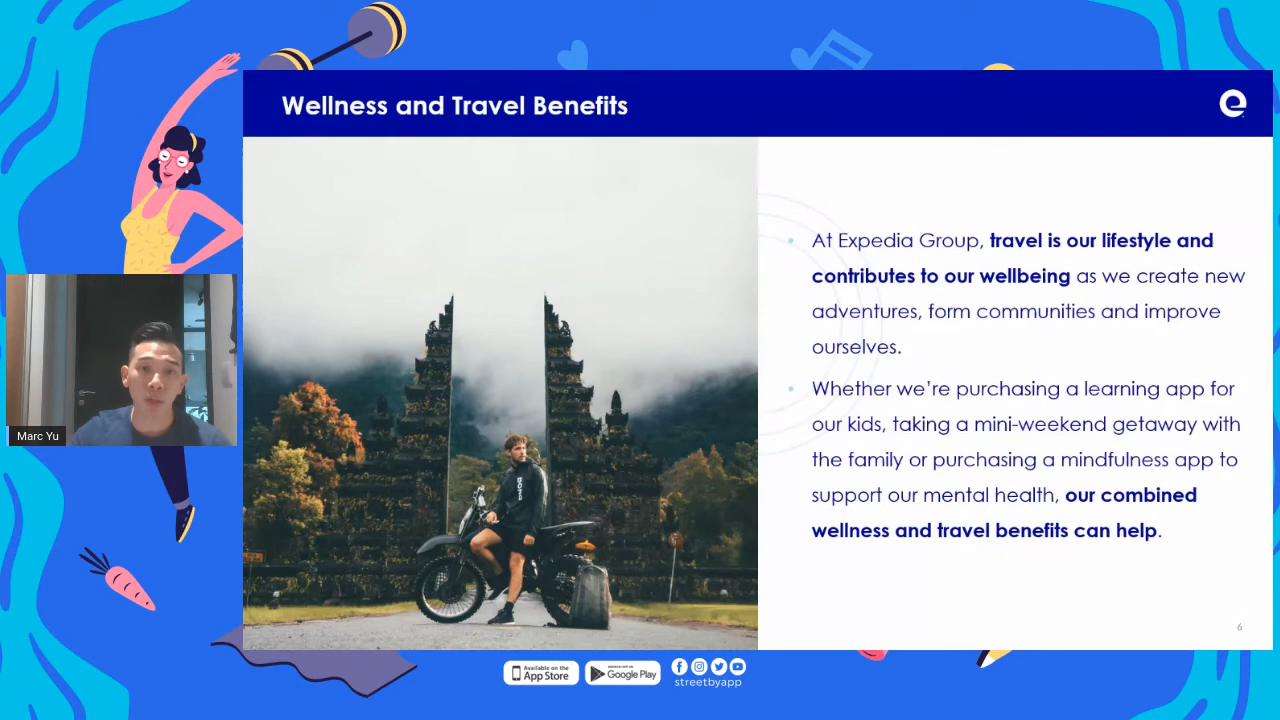 Wellness and Travel Benefits
At Expedia Group, travel is our lifestyle and
contributes to our wellbeing as we create new
adventures, form communities and improve
ourselves.
Whether we're purchasing a learning app for
our kids, taking a mini-weekend getaway with
the family or purchasing a mindfulness app to
support our mental health, our combined
wellness and travel benefits can help.
6
Marc Yu
Available on the
App Store
Google Play
streetbyapp